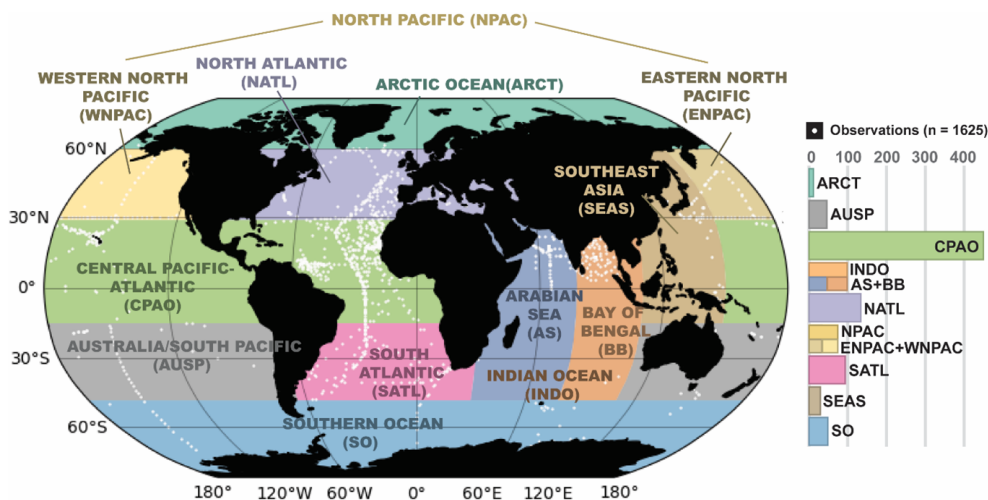 NORTH PACIFIC (NPAC)
NORTH ATLANTIC
(NATL)
WESTERN NORTH
PACIFIC
(WNPAC)
ARCTIC OCEAN(ARCT)
EASTERN NORTH
PACIFIC
(ENPAC)
Observations (n = 1625)
0 100 200 300 400
60°N
30°N
0°
30°S
60°S
SOUTHEAST
ASIA
(SEAS)
CENTRAL PACIFIC-
ATLANTIC
(CPAO)
ARABIAN
SEA
(AS)
BAY OF
BENGAL
(BB)
AUSTRALIA/SOUTH PACIFIC
(AUSP)
SOUTH
ATLANTIC
(SATL)
INDIAN OCEAN
(INDO)
SOUTHERN OCEAN
(SO)
180° 120°W 60°W 0° 60°E 120°E 180°
ARCT
AUSP
CPAO
INDO
AS+BB
NATL
NPAC
ENPAC+WNPAC
SATL
SEAS
SO